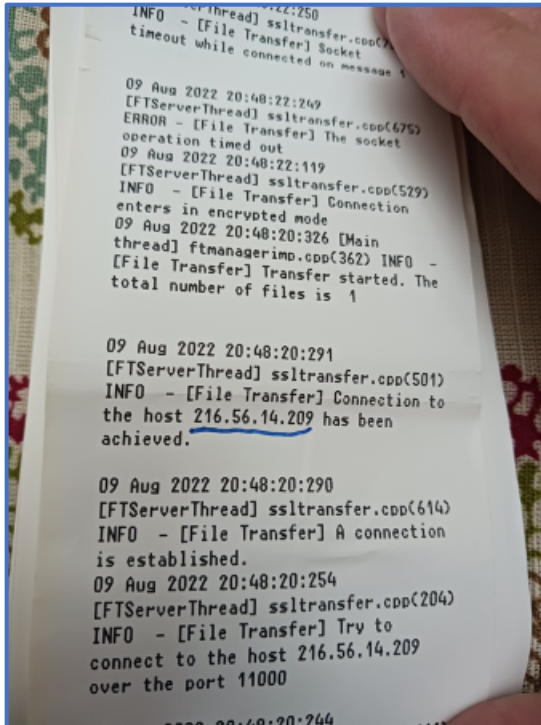 :22:250
INFO  - [File Transfer] Socket
timeout while connected on message 1
09 Aug 2022 20:48:22:249
[FTServerThread] ssltransfer.cpp(675)
ERROR - [File Transfer] The socket
operation timed out
09 Aug 2022 20:48:22:119
[FTServerThread] ssltransfer.cpp(529)
INFO  - [File Transfer] Connection
enters in encrypted mode
09 Aug 2022 20:48:20:326 [Main
thread] ftmanagerimp.cpp(362) INFO  -
[File Transfer] Transfer started. The
total number of files is  1
09 Aug 2022 20:48:20:291
[FTServerThread] ssltransfer.cpp(501)
INFO  - [File Transfer] Connection to
the host 216.56.14.209 has been
achieved.
09 Aug 2022 20:48:20:290
[FTServerThread] ssltransfer.cpp(614)
INFO  - [File Transfer] A connection
is established.
09 Aug 2022 20:48:20:254
[FTServerThread] ssltransfer.cpp(204)
INFO  - [File Transfer] Try to
connect to the host 216.56.14.209
over the port 11000